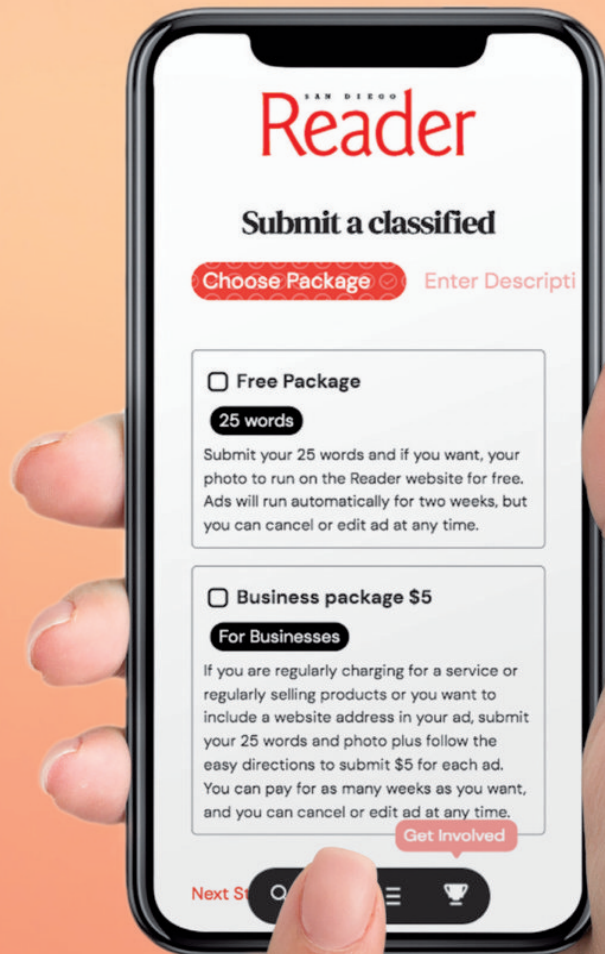 SAN DIEGO
Reader
Submit a classified
Choose Package Enter Descripti
Free Package
25 words
Submit your 25 words and if you want, your
photo to run on the Reader website for free.
Ads will run automatically for two weeks, but
you can cancel or edit ad at any time.
Business package $5
For Businesses
If you are regularly charging for a service or
regularly selling products or you want to
include a website address in your ad, submit
your 25 words and photo plus follow the
easy directions to submit $5 for each ad.
You can pay for as many weeks as you want,
and you can cancel or edit ad at any time.
Get Involved
Next St